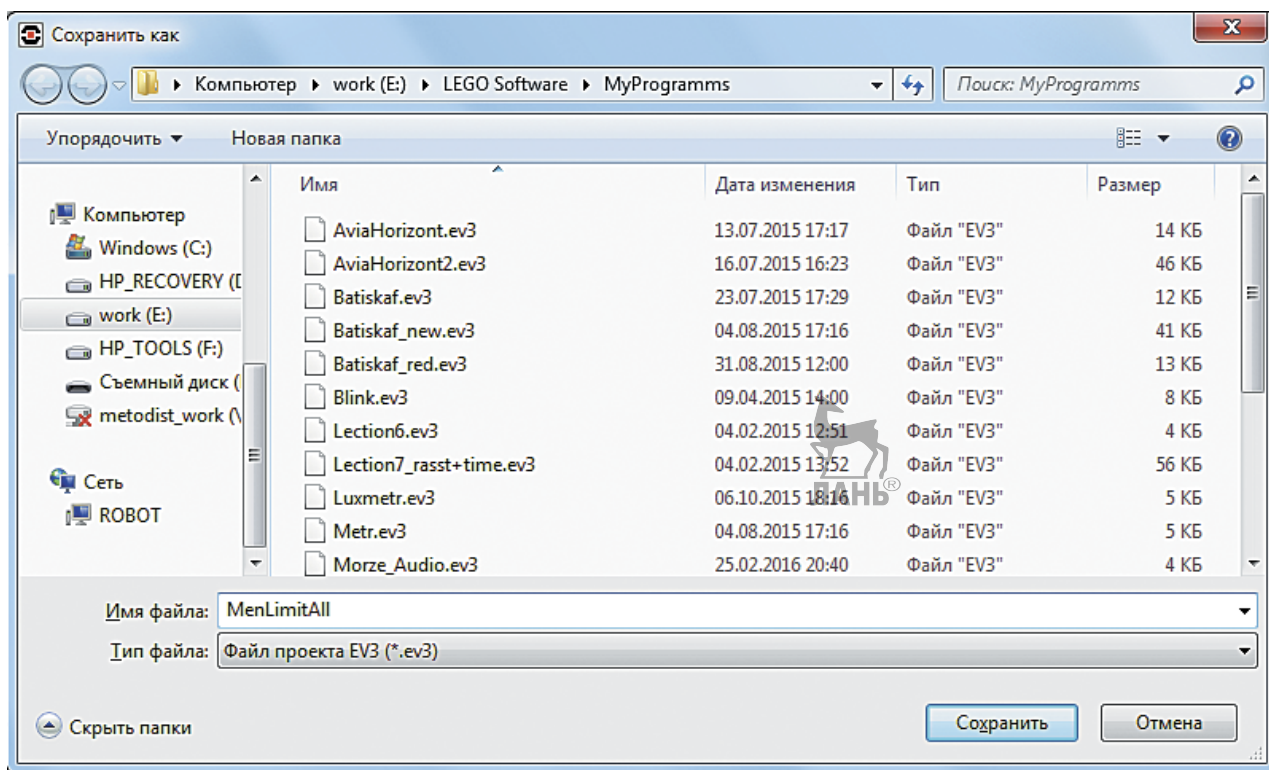 Сохранить как
Компьютер ▸ work (E:) ▸ LEGO Software ▸ MyProgramms
Поиск: MyProgramms
Упорядочить Новая папка
Имя Дата изменения Тип Размер
Компьютер
Windows (C:)
HP_RECOVERY (D
work (E:)
HP_TOOLS (F:)
Съемный диск (
metodist_work (\
Сеть
ROBOT
AviaHorizont.ev3 13.07.2015 17:17 Файл "EV3" 14 КБ
AviaHorizont2.ev3 16.07.2015 16:23 Файл "EV3" 46 КБ
Batiskaf.ev3 23.07.2015 17:29 Файл "EV3" 12 КБ
Batiskaf_new.ev3 04.08.2015 17:16 Файл "EV3" 41 КБ
Batiskaf_red.ev3 31.08.2015 12:00 Файл "EV3" 13 КБ
Blink.ev3 09.04.2015 14:00 Файл "EV3" 8 КБ
Lection6.ev3 04.02.2015 12:51 Файл "EV3" 4 КБ
Lection7_rasst+time.ev3 04.02.2015 13:52 Файл "EV3" 56 КБ
Luxmetr.ev3 06.10.2015 18:16 Файл "EV3" 5 КБ
Metr.ev3 04.08.2015 17:16 Файл "EV3" 5 КБ
Morze_Audio.ev3 25.02.2016 20:40 Файл "EV3" 4 КБ
ЛАНЬ®
Имя файла: MenLimitAll
Тип файла: Файл проекта EV3 (*.ev3)
Скрыть папки
Сохранить Отмена